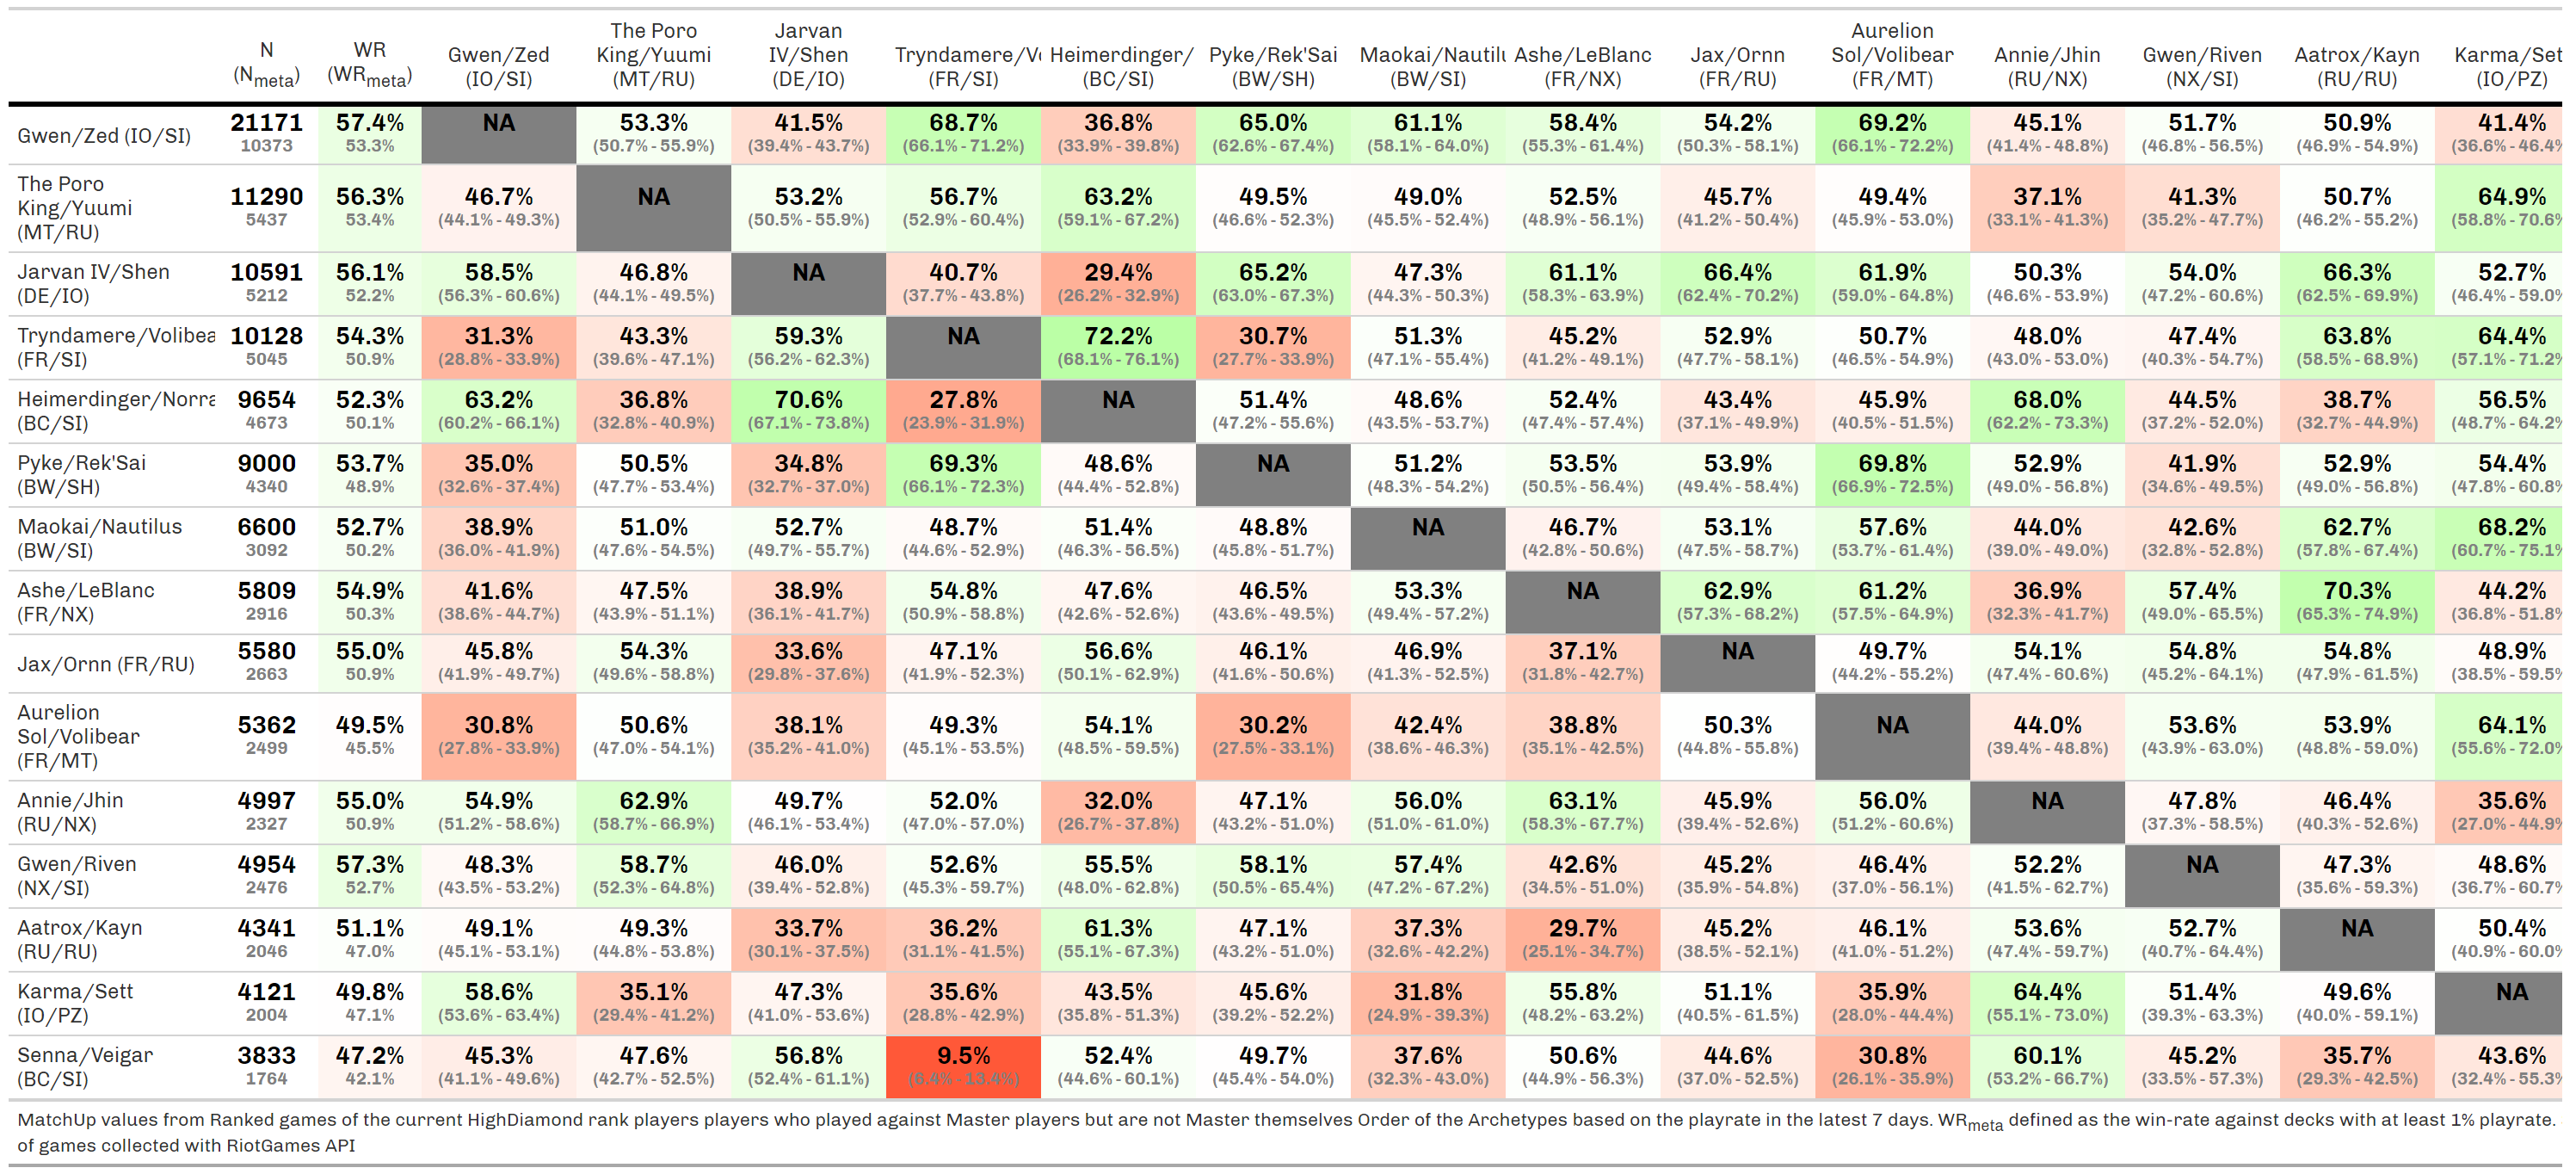 N (Nmeta) WR (WRmeta) Gwen/Zed (IO/SI) The Poro King/Yuumi (MT/RU) Jarvan IV/Shen (DE/IO) Tryndamere/Vo (FR/SI) Heimerdinger/ (BC/SI) Pyke/Rek'Sai (BW/SH) Maokai/Nautilu (BW/SI) Ashe/LeBlanc (FR/NX) Jax/Ornn (FR/RU) Aurelion Sol/Volibear (FR/MT) Annie/Jhin (RU/NX) Gwen/Riven (NX/SI) Aatrox/Kayn (RU/RU) Karma/Set (IO/PZ)
Gwen/Zed (IO/SI) 21171 57.4% NA 53.3% 41.5% 68.7% 36.8% 65.0% 61.1% 58.4% 54.2% 69.2% 45.1% 51.7% 50.9% 41.4%
10373 53.3% (50.7% - 55.9%) (39.4% - 43.7%) (66.1% - 71.2%) (33.9% - 39.8%) (62.6% - 67.4%) (58.1% - 64.0%) (55.3% - 61.4%) (50.3% - 58.1%) (66.1% - 72.2%) (41.4% - 48.8%) (46.8% - 56.5%) (46.9% - 54.9%) (36.6% - 46.4%
The Poro King/Yuumi (MT/RU) 11290 56.3% 46.7% NA 53.2% 56.7% 63.2% 49.5% 49.0% 52.5% 45.7% 49.4% 37.1% 41.3% 50.7% 64.9%
5437 53.4% (44.1% - 49.3%) (50.5% - 55.9%) (52.9% - 60.4%) (59.1% - 67.2%) (46.6% - 52.3%) (45.5% - 52.4%) (48.9% - 56.1%) (41.2% - 50.4%) (45.9% - 53.0%) (33.1% - 41.3%) (35.2% - 47.7%) (46.2% - 55.2%) (58.8% - 70.6%
Jarvan IV/Shen (DE/IO) 10591 56.1% 58.5% 46.8% NA 40.7% 29.4% 65.2% 47.3% 61.1% 66.4% 61.9% 50.3% 54.0% 66.3% 52.7%
5212 52.2% (56.3% - 60.6%) (44.1% - 49.5%) (37.7% - 43.8%) (26.2% - 32.9%) (63.0% - 67.3%) (44.3% - 50.3%) (58.3% - 63.9%) (62.4% - 70.2%) (59.0% - 64.8%) (46.6% - 53.9%) (47.2% - 60.6%) (62.5% - 69.9%) (46.4% - 59.0%
Tryndamere/Volibea (FR/SI) 10128 54.3% 31.3% 43.3% 59.3% NA 72.2% 30.7% 51.3% 45.2% 52.9% 50.7% 48.0% 47.4% 63.8% 64.4%
5045 50.9% (28.8% - 33.9%) (39.6% - 47.1%) (56.2% - 62.3%) (68.1% - 76.1%) (27.7% - 33.9%) (47.1% - 55.4%) (41.2% - 49.1%) (47.7% - 58.1%) (46.5% - 54.9%) (43.0% - 53.0%) (40.3% - 54.7%) (58.5% - 68.9%) (57.1% - 71.2%
Heimerdinger/Norra (BC/SI) 9654 52.3% 63.2% 36.8% 70.6% 27.8% NA 51.4% 48.6% 52.4% 43.4% 45.9% 68.0% 44.5% 38.7% 56.5%
4673 50.1% (60.2% - 66.1%) (32.8% - 40.9%) (67.1% - 73.8%) (23.9% - 31.9%) (47.2% - 55.6%) (43.5% - 53.7%) (47.4% - 57.4%) (37.1% - 49.9%) (40.5% - 51.5%) (62.2% - 73.3%) (37.2% - 52.0%) (32.7% - 44.9%) (48.7% - 64.2%
Pyke/Rek'Sai (BW/SH) 9000 53.7% 35.0% 50.5% 34.8% 69.3% 48.6% NA 51.2% 53.5% 53.9% 69.8% 52.9% 41.9% 52.9% 54.4%
4340 48.9% (32.6% - 37.4%) (47.7% - 53.4%) (32.7% - 37.0%) (66.1% - 72.3%) (44.4% - 52.8%) (48.3% - 54.2%) (50.5% - 56.4%) (49.4% - 58.4%) (66.9% - 72.5%) (49.0% - 56.8%) (34.6% - 49.5%) (49.0% - 56.8%) (47.8% - 60.8%
Maokai/Nautilus (BW/SI) 6600 52.7% 38.9% 51.0% 52.7% 48.7% 51.4% 48.8% NA 46.7% 53.1% 57.6% 44.0% 42.6% 62.7% 68.2%
3092 50.2% (36.0% - 41.9%) (47.6% - 54.5%) (49.7% - 55.7%) (44.6% - 52.9%) (46.3% - 56.5%) (45.8% - 51.7%) (42.8% - 50.6%) (47.5% - 58.7%) (53.7% - 61.4%) (39.0% - 49.0%) (32.8% - 52.8%) (57.8% - 67.4%) (60.7% - 75.1%
Ashe/LeBlanc (FR/NX) 5809 54.9% 41.6% 47.5% 38.9% 54.8% 47.6% 46.5% 53.3% NA 62.9% 61.2% 36.9% 57.4% 70.3% 44.2%
2916 50.3% (38.6% - 44.7%) (43.9% - 51.1%) (36.1% - 41.7%) (50.9% - 58.8%) (42.6% - 52.6%) (43.6% - 49.5%) (49.4% - 57.2%) (57.3% - 68.2%) (57.5% - 64.9%) (32.3% - 41.7%) (49.0% - 65.5%) (65.3% - 74.9%) (36.8% - 51.8%
Jax/Ornn (FR/RU) 5580 55.0% 45.8% 54.3% 33.6% 47.1% 56.6% 46.1% 46.9% 37.1% NA 49.7% 54.1% 54.8% 54.8% 48.9%
2663 50.9% (41.9% - 49.7%) (49.6% - 58.8%) (29.8% - 37.6%) (41.9% - 52.3%) (50.1% - 62.9%) (41.6% - 50.6%) (41.3% - 52.5%) (31.8% - 42.7%) (44.2% - 55.2%) (47.4% - 60.6%) (45.2% - 64.1%) (47.9% - 61.5%) (38.5% - 59.5%
Aurelion Sol/Volibear (FR/MT) 5362 49.5% 30.8% 50.6% 38.1% 49.3% 54.1% 30.2% 42.4% 38.8% 50.3% NA 44.0% 53.6% 53.9% 64.1%
2499 45.5% (27.8% - 33.9%) (47.0% - 54.1%) (35.2% - 41.0%) (45.1% - 53.5%) (48.5% - 59.5%) (27.5% - 33.1%) (38.6% - 46.3%) (35.1% - 42.5%) (44.8% - 55.8%) (39.4% - 48.8%) (43.9% - 63.0%) (48.8% - 59.0%) (55.6% - 72.0%
Annie/Jhin (RU/NX) 4997 55.0% 54.9% 62.9% 49.7% 52.0% 32.0% 47.1% 56.0% 63.1% 45.9% 56.0% NA 47.8% 46.4% 35.6%
2327 50.9% (51.2% - 58.6%) (58.7% - 66.9%) (46.1% - 53.4%) (47.0% - 57.0%) (26.7% - 37.8%) (43.2% - 51.0%) (51.0% - 61.0%) (58.3% - 67.7%) (39.4% - 52.6%) (51.2% - 60.6%) (37.3% - 58.5%) (40.3% - 52.6%) (27.0% - 44.9%
Gwen/Riven (NX/SI) 4954 57.3% 48.3% 58.7% 46.0% 52.6% 55.5% 58.1% 57.4% 42.6% 45.2% 46.4% 52.2% NA 47.3% 48.6%
2476 52.7% (43.5% - 53.2%) (52.3% - 64.8%) (39.4% - 52.8%) (45.3% - 59.7%) (48.0% - 62.8%) (50.5% - 65.4%) (47.2% - 67.2%) (34.5% - 51.0%) (35.9% - 54.8%) (37.0% - 56.1%) (41.5% - 62.7%) (35.6% - 59.3%) (36.7% - 60.7%
Aatrox/Kayn (RU/RU) 4341 51.1% 49.1% 49.3% 33.7% 36.2% 61.3% 47.1% 37.3% 29.7% 45.2% 46.1% 53.6% 52.7% NA 50.4%
2046 47.0% (45.1% - 53.1%) (44.8% - 53.8%) (30.1% - 37.5%) (31.1% - 41.5%) (55.1% - 67.3%) (43.2% - 51.0%) (32.6% - 42.2%) (25.1% - 34.7%) (38.5% - 52.1%) (41.0% - 51.2%) (47.4% - 59.7%) (40.7% - 64.4%) (40.9% - 60.0%
Karma/Sett (IO/PZ) 4121 49.8% 58.6% 35.1% 47.3% 35.6% 43.5% 45.6% 31.8% 55.8% 51.1% 35.9% 64.4% 51.4% 49.6% NA
2004 47.1% (53.6% - 63.4%) (29.4% - 41.2%) (41.0% - 53.6%) (28.8% - 42.9%) (35.8% - 51.3%) (39.2% - 52.2%) (24.9% - 39.3%) (48.2% - 63.2%) (40.5% - 61.5%) (28.0% - 44.4%) (55.1% - 73.0%) (39.3% - 63.3%) (40.0% - 59.1%)
Senna/Veigar (BC/SI) 3833 47.2% 45.3% 47.6% 56.8% 9.5% 52.4% 49.7% 37.6% 50.6% 44.6% 30.8% 60.1% 45.2% 35.7% 43.6%
1764 42.1% (41.1% - 49.6%) (42.7% - 52.5%) (52.4% - 61.1%) (6.4% - 13.4%) (44.6% - 60.1%) (45.4% - 54.0%) (32.3% - 43.0%) (44.9% - 56.3%) (37.0% - 52.5%) (26.1% - 35.9%) (53.2% - 66.7%) (33.5% - 57.3%) (29.3% - 42.5%) (32.4% - 55.3%
MatchUp values from Ranked games of the current HighDiamond rank players players who played against Master players but are not Master themselves Order of the Archetypes based on the playrate in the latest 7 days. WRmeta defined as the win-rate against decks with at least 1% playrate.
of games collected with RiotGames API